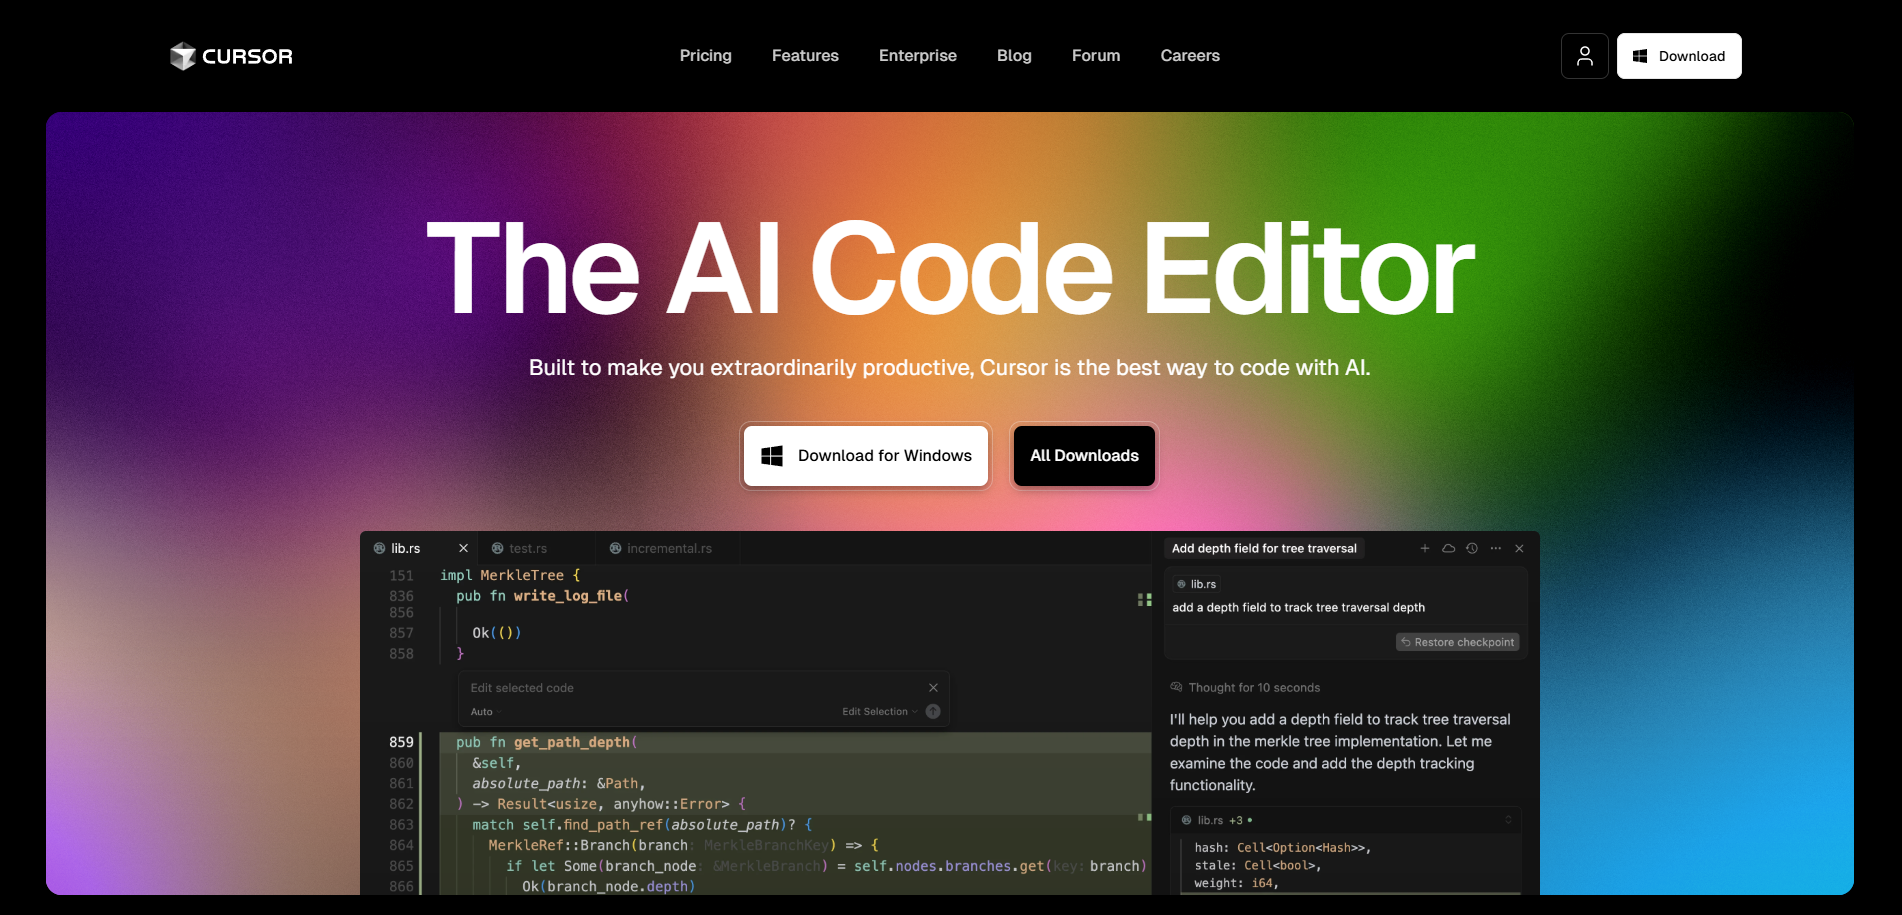 CURSOR
Pricing Features Enterprise Blog Forum Careers
Download
The AI Code Editor
Built to make you extraordinarily productive, Cursor is the best way to code with AI.
Download for Windows
All Downloads
lib.rs
test.rs
incremental.rs
151 impl MerkleTree {
836 pub fn write_log_file(
856
857 Ok(())
858 }
Edit selected code
Auto
Edit Selection
859 pub fn get_path_depth(
860 &self,
861 absolute_path: &Path,
862 ) -> Result<usize, anyhow::Error> {
863 match self.find_path_ref(absolute_path)? {
864 MerkleRef::Branch(branch: MerkleBranchKey) => {
865 if let Some(branch_node: &MerkleBranch) = self.nodes.branches.get(key: branch)
866 Ok(branch_node.depth)
Add depth field for tree traversal
lib.rs
add a depth field to track tree traversal depth
Restore checkpoint
Thought for 10 seconds
I'll help you add a depth field to track tree traversal
depth in the merkle tree implementation. Let me
examine the code and add the depth tracking
functionality.
lib.rs +3
hash: Cell<Option<Hash>>,
stale: Cell<bool>,
weight: i64,